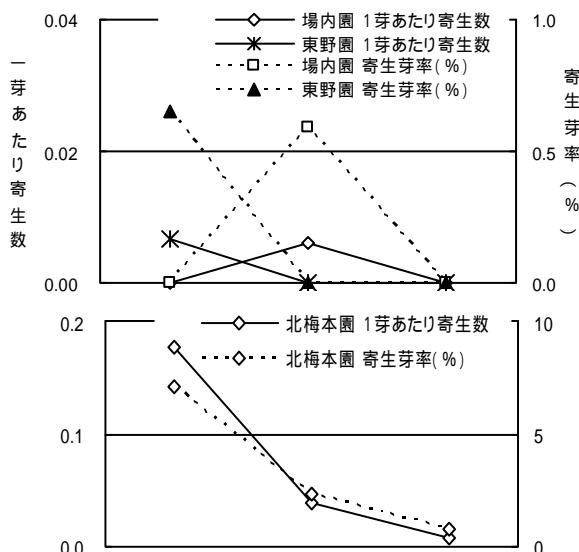 0.04
0.02
0.00
一芽あたり寄生数
場内園 1芽あたり寄生数
東野園 1芽あたり寄生数
場内園 寄生芽率(%)
東野園 寄生芽率(%)
1.0
0.5
0.0
寄生芽率(%)
0.2
0.1
0.0
北梅本園 1芽あたり寄生数
北梅本園 寄生芽率(%)
10
5
0